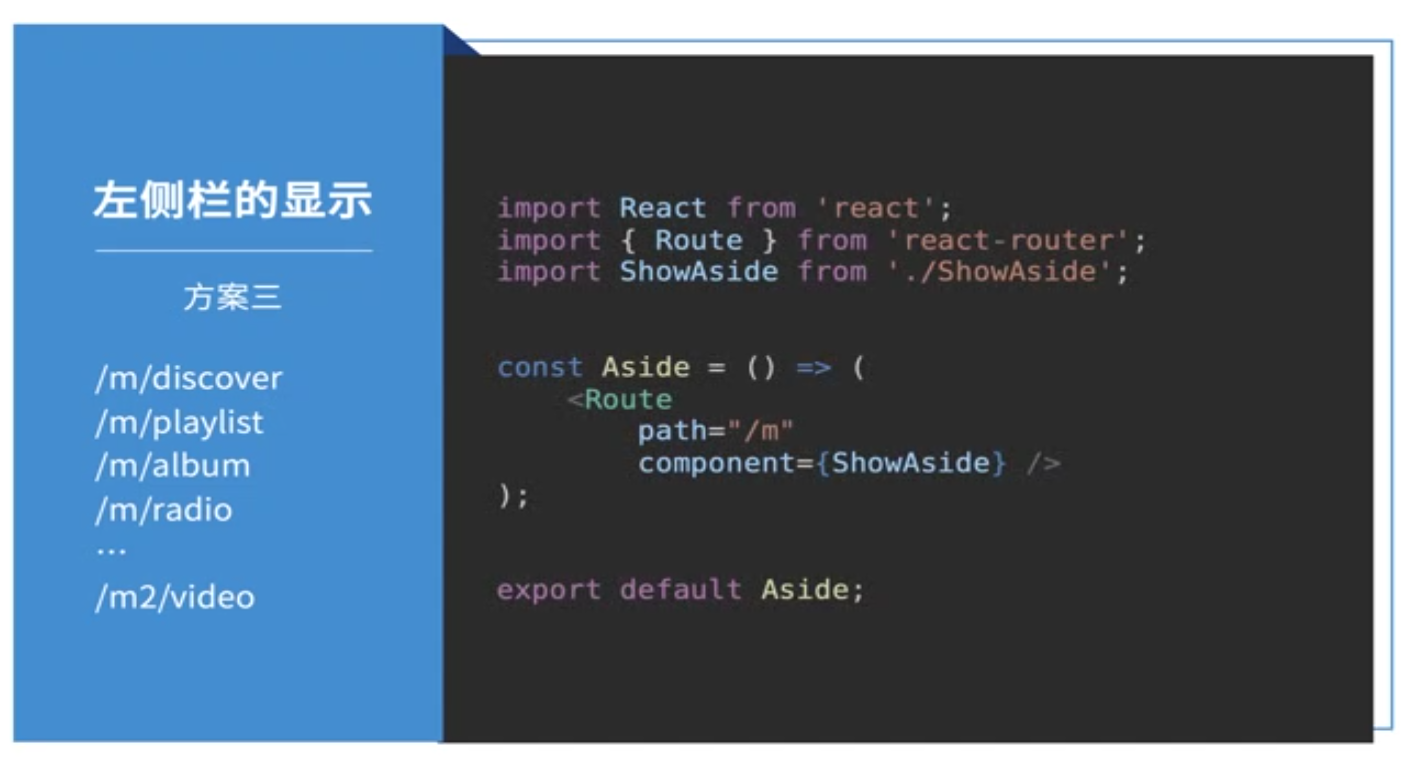 左侧栏的显示
方案三
/m/discover
/m/playlist
/m/album
/m/radio
...
/m2/video
import React from 'react';
import { Route } from 'react-router';
import ShowAside from './ShowAside';
const Aside = () => (
    <Route
        path="/m"
        component={ShowAside} />
);
export default Aside;